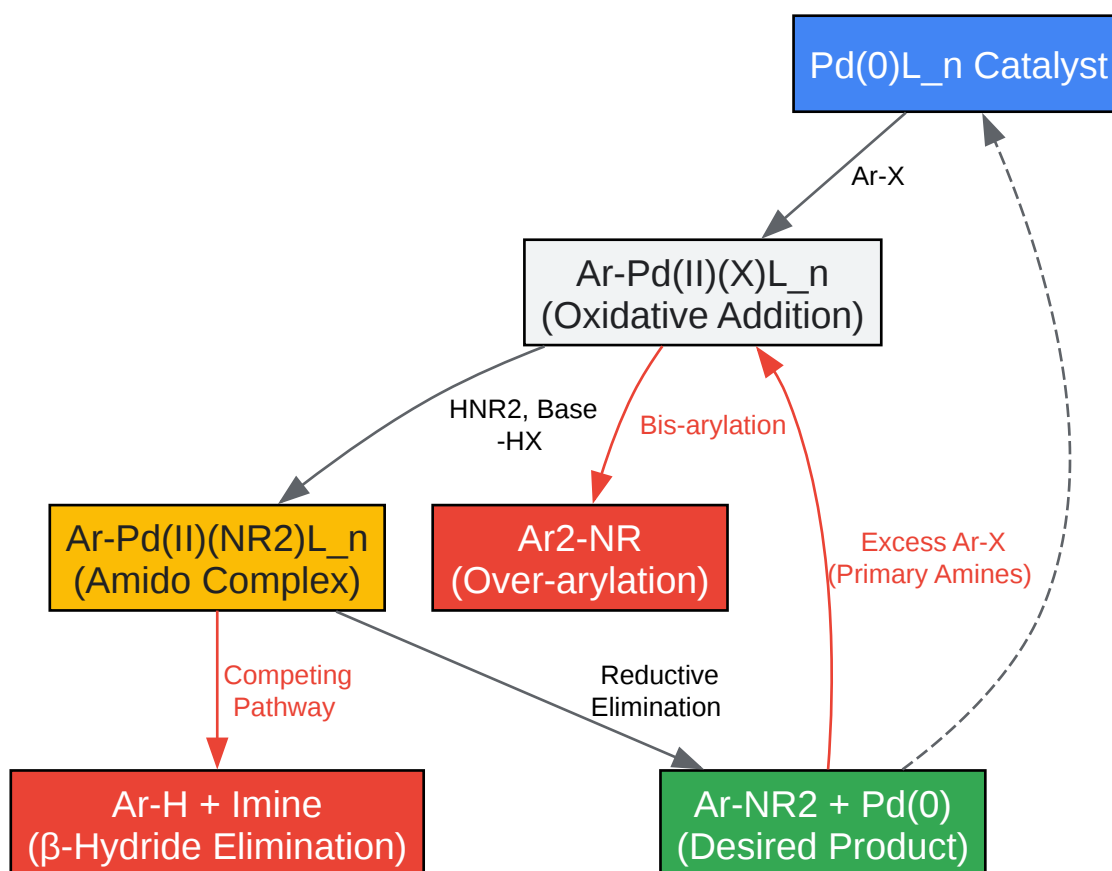 Pd(0)L_n Catalyst
Ar-X
Ar-Pd(II)(X)L_n
(Oxidative Addition)
HNR2, Base
-HX
Bis-arylation
Excess Ar-X
(Primary Amines)
Ar-Pd(II)(NR2)L_n
(Amido Complex)
Ar2-NR
(Over-arylation)
Competing
Pathway
Reductive
Elimination
Ar-H + Imine
(β-Hydride Elimination)
Ar-NR2 + Pd(0)
(Desired Product)